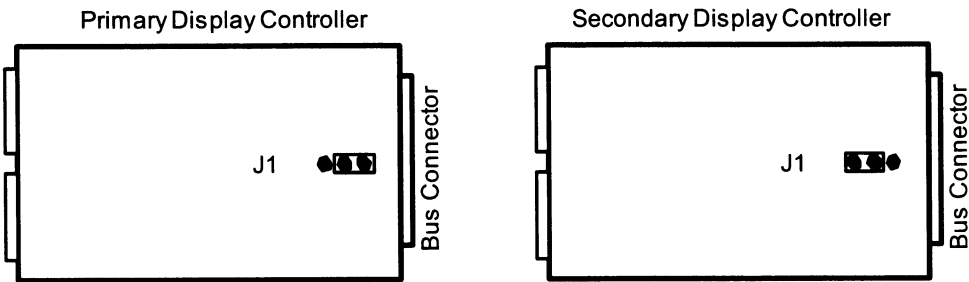 Primary Display Controller
J1
Bus Connector
Secondary Display Controller
J1
Bus Connector